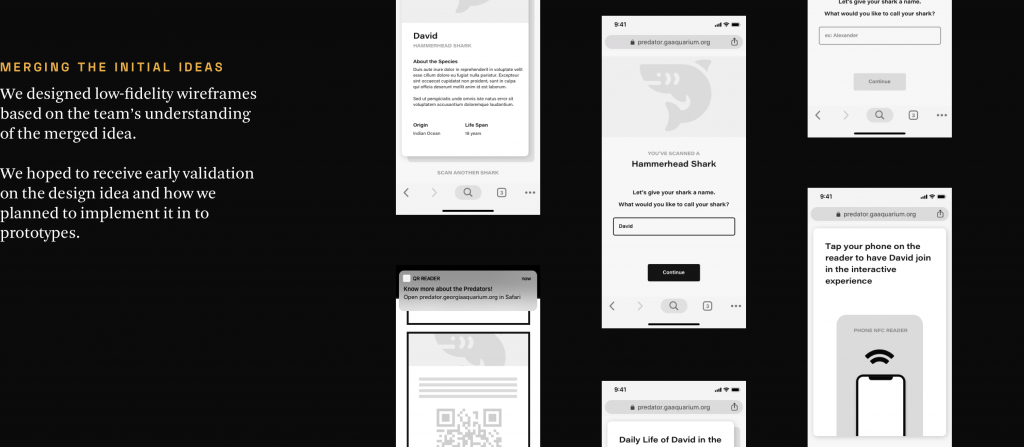 MERGING THE INITIAL IDEAS
We designed low-fidelity wireframes
based on the team's understanding
of the merged idea.
We hoped to receive early validation
on the design idea and how we
planned to implement it in to
prototypes.
David
HAMMERHEAD SHARK
About the Species
Duis aute irure dolor in reprehenderit in voluptate velit
esse cillum dolore eu fugiat nulla pariatur. Excepteur
sint occaecat cupidatat non proident, sunt in culpa
qui officia deserunt mollit anim id est laborum.
Sed ut perspiciatis unde omnis iste natus error sit
voluptatem accusantium doloremque laudantium.
Origin
Life Span
Indian Ocean
16 years
SCAN ANOTHER SHARK
3
QR READER
now
Know more about the Predators!
Open predator.georgiaaquarium.org in Safari
9:41
predator.gaaquarium.org
YOU'VE SCANNED A
Hammerhead Shark
Let's give your shark a name.
What would you like to call your shark?
David
Continue
3
9:41
predator.gaaquarium.org
Daily Life of David in the
Let's give your shark a name.
What would you like to call your shark?
ex: Alexander
Continue
3
9:41
predator.gaaquarium.org
Tap your phone on the
reader to have David join
in the interactive
experience
PHONE NFC READER